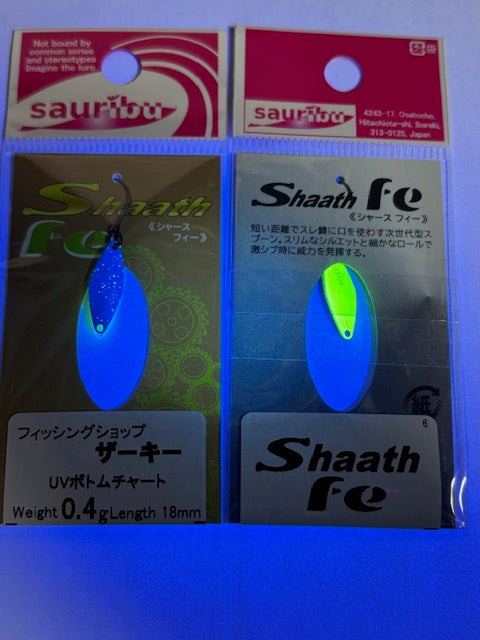 Not bound by
common sense
and stereotypes
Imagine the lure
sauribu
Shaath
Fe
《シャース
フィー》
フィッシングショップ
ザーキー
UVボトムチャート
Weight 0.4g Length 18mm
sauribu
4243-17, Osatocho,
Hitachiota-shi, Ibaraki,
313-0125, Japan
Shaath Fe
《シャース フィー》
短い距離でスレ鱒に口を使わす次世代型
スプーン。スリムなシルエットと細かなロールで
激シブ時に威力を発揮する。
紙
6
Shaath
Fe